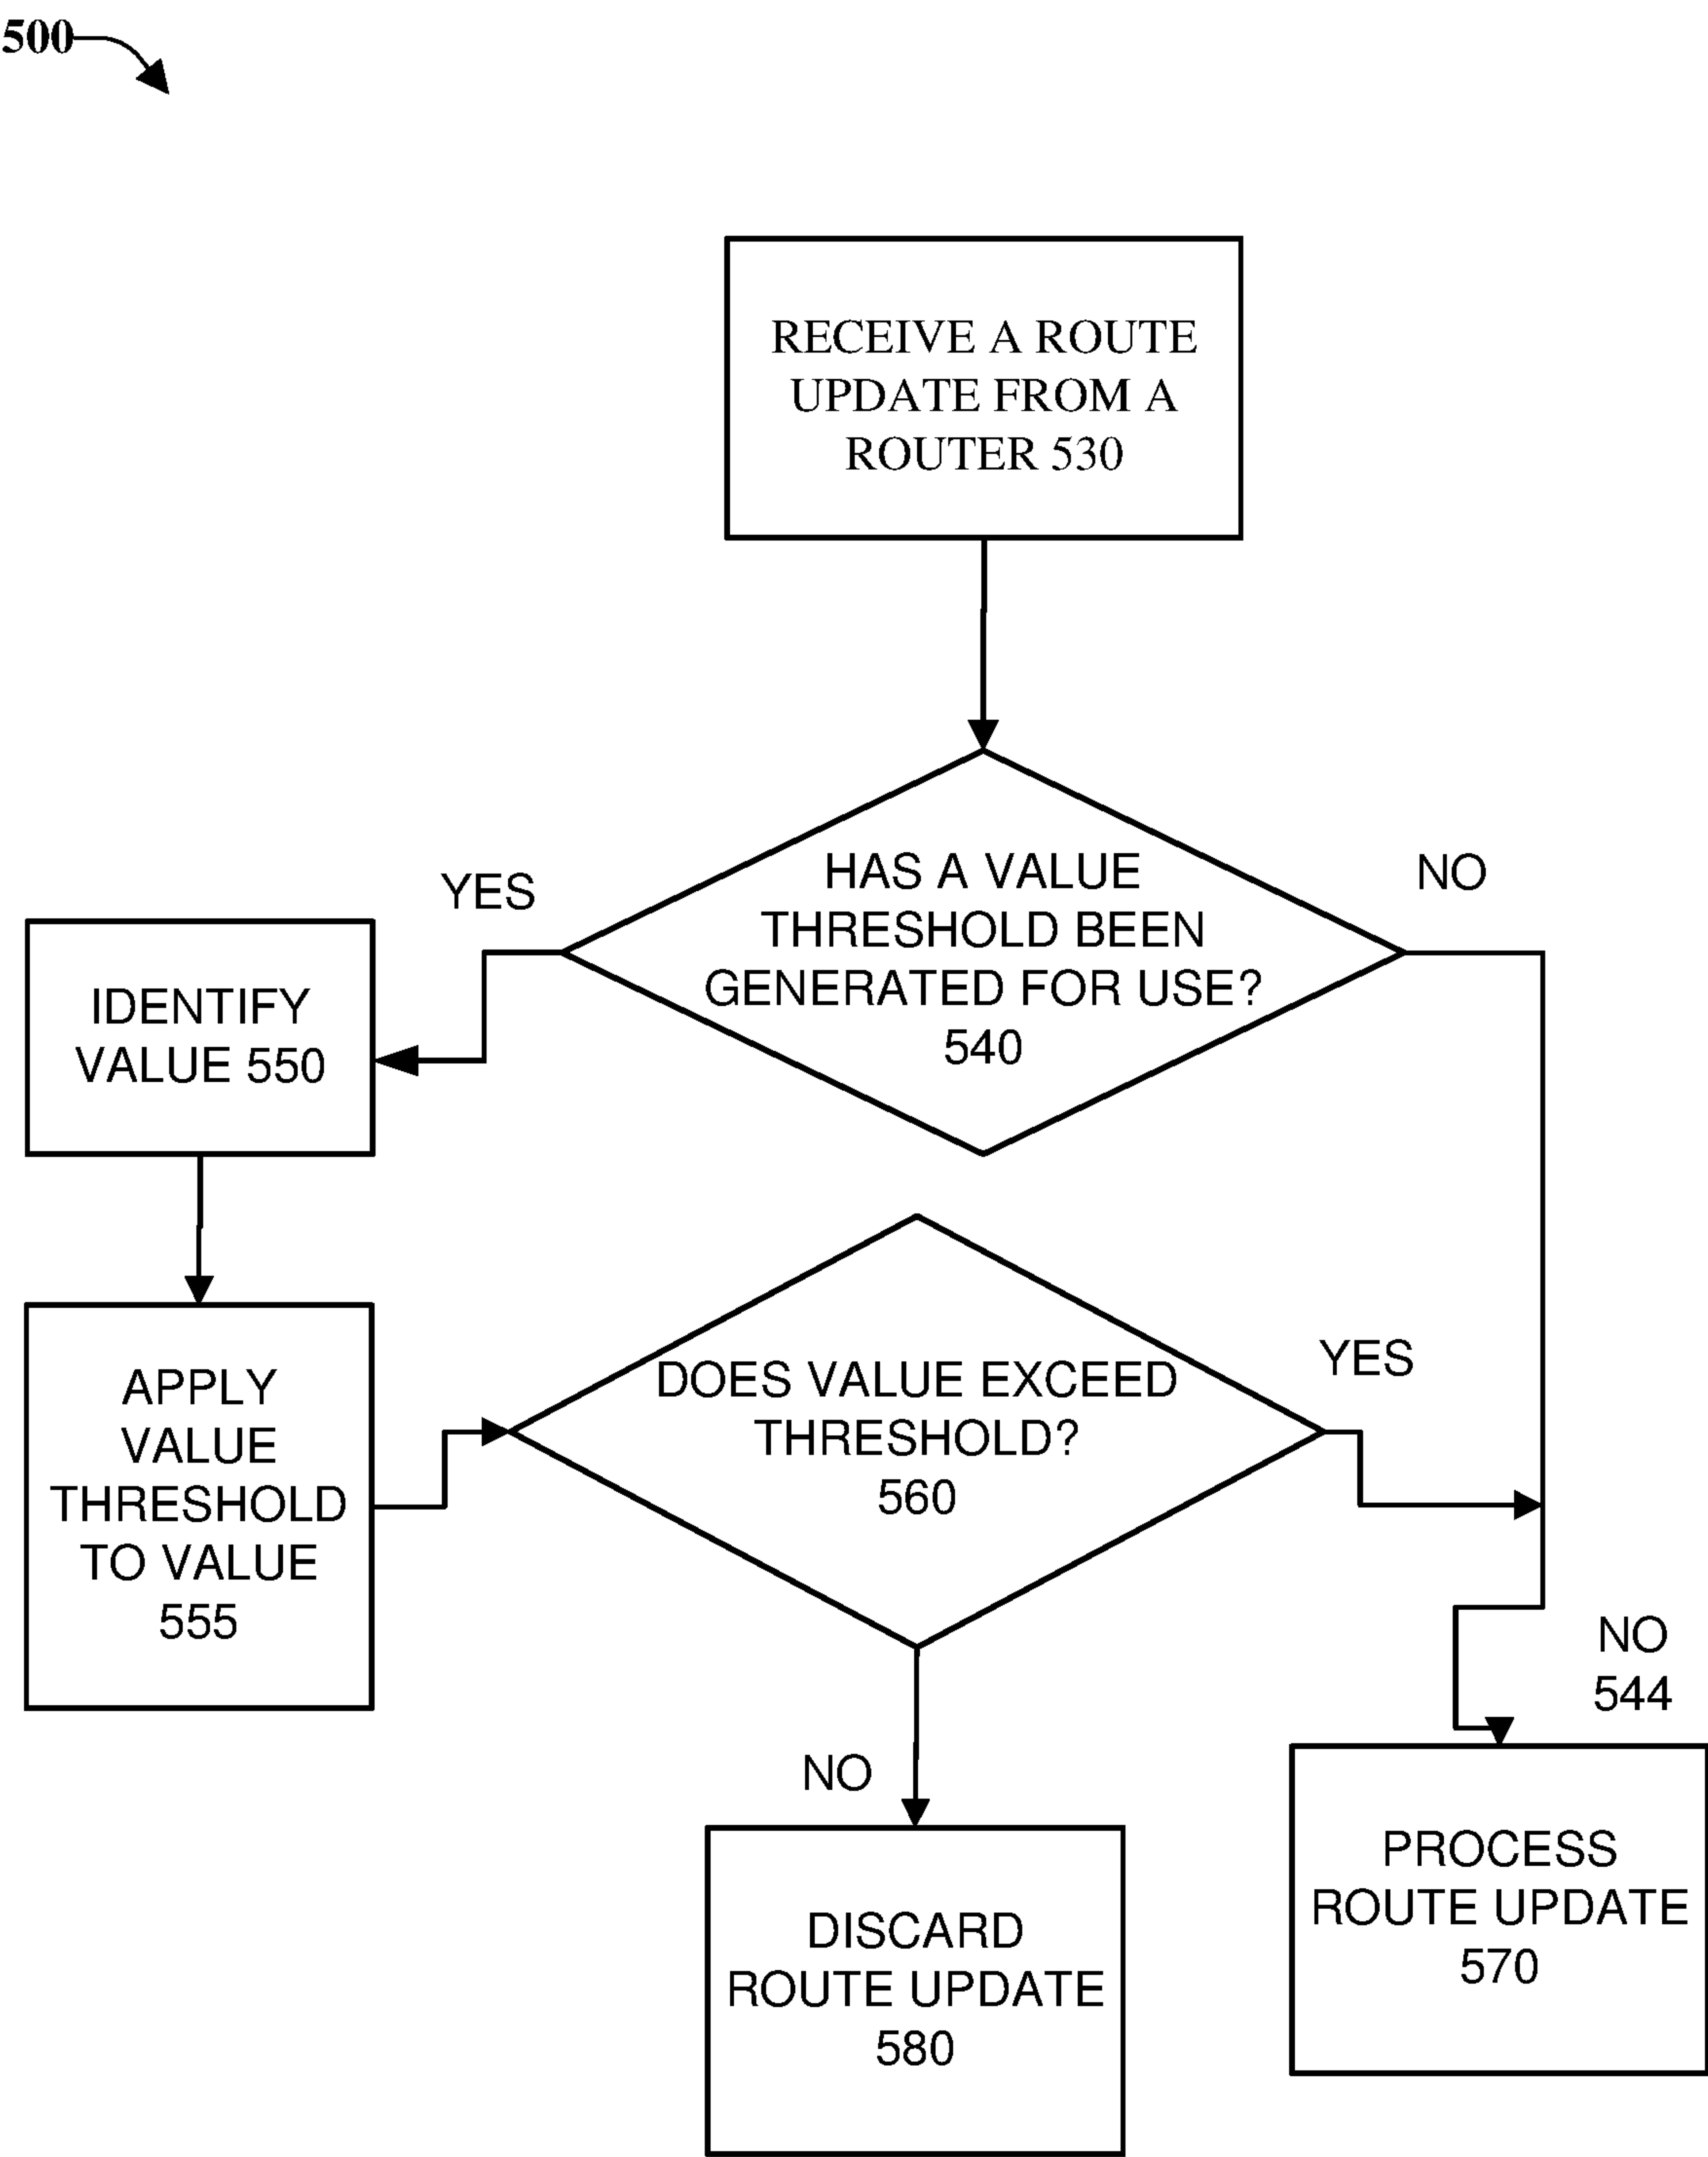 500
RECEIVE A ROUTE
UPDATE FROM A
ROUTER 530
HAS A VALUE
THRESHOLD BEEN
GENERATED FOR USE?
540
YES
NO
IDENTIFY
VALUE 550
APPLY
VALUE
THRESHOLD
TO VALUE
555
DOES VALUE EXCEED
THRESHOLD?
560
YES
NO
544
NO
DISCARD
ROUTE UPDATE
580
PROCESS
ROUTE UPDATE
570